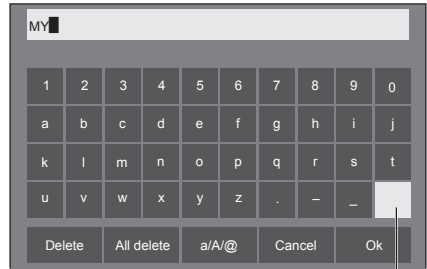 MY
1 2 3 4 5 6 7 8 9 0
a b c d e f g h i j
k l m n o p q r s t
u v w x y z . – _
Delete All delete a/A/@ Cancel Ok